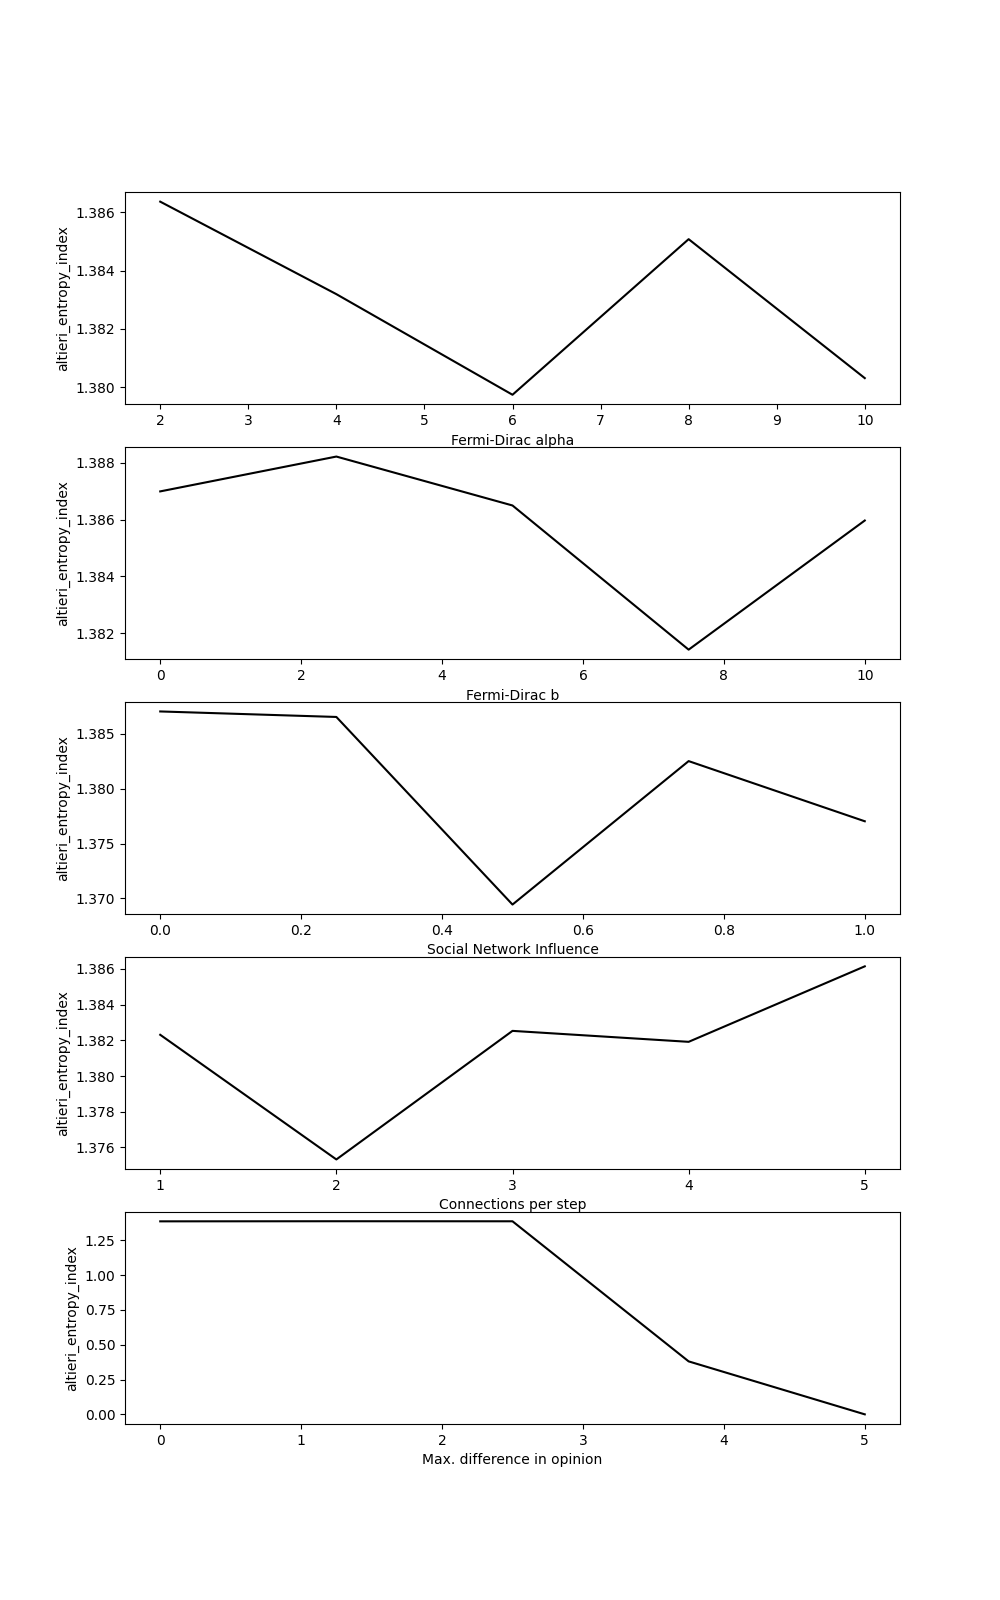 altieri_entropy_index
1.386
1.384
1.382
1.380
2 3 4 5 6 7 8 9 10
Fermi-Dirac alpha
altieri_entropy_index
1.388
1.386
1.384
1.382
0 2 4 6 8 10
Fermi-Dirac b
altieri_entropy_index
1.385
1.380
1.375
1.370
0.0 0.2 0.4 0.6 0.8 1.0
Social Network Influence
altieri_entropy_index
1.386
1.384
1.382
1.380
1.378
1.376
1 2 3 4 5
Connections per step
altieri_entropy_index
1.25
1.00
0.75
0.50
0.25
0.00
0 1 2 3 4 5
Max. difference in opinion